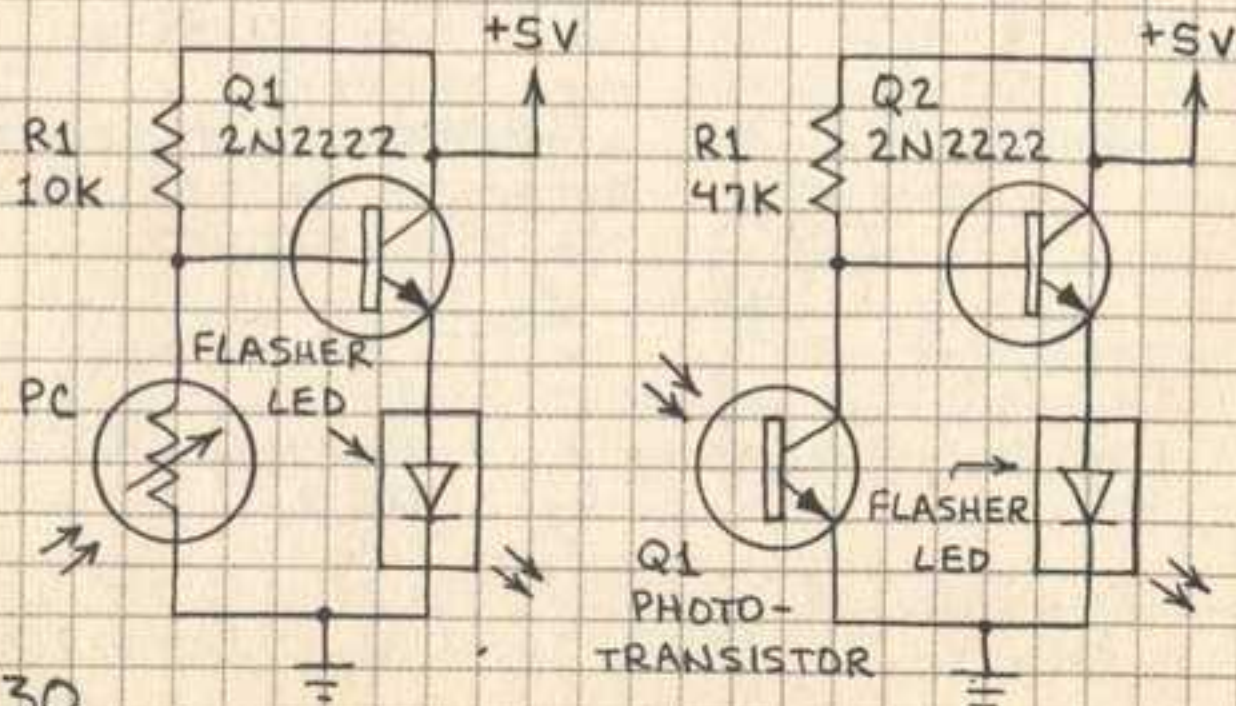 +5V
Q1
2N2222
R1
10K
FLASHER
LED
PC
+5V
Q2
2N2222
R1
47K
FLASHER
LED
Q1
PHOTO-
TRANSISTOR
30